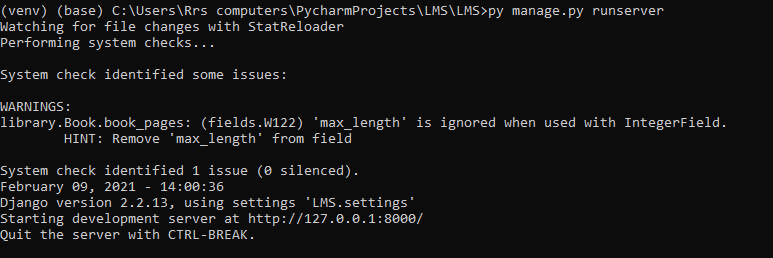 (venv) (base) C:\Users\Rrs computers\PycharmProjects\LMS\LMS>py manage.py runserver
Watching for file changes with StatReloader
Performing system checks...
System check identified some issues:
WARNINGS:
library.Book.book_pages: (fields.W122) 'max_length' is ignored when used with IntegerField.
HINT: Remove 'max_length' from field
System check identified 1 issue (0 silenced).
February 09, 2021 - 14:00:36
Django version 2.2.13, using settings 'LMS.settings'
Starting development server at http://127.0.0.1:8000/
Quit the server with CTRL-BREAK.